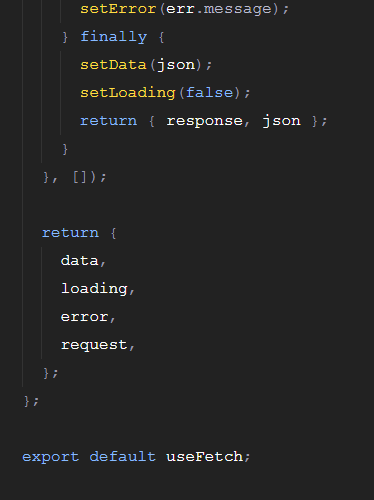 setError(err.message);
} finally {
setData(json);
setLoading(false);
return { response, json };
}
}, []);
return {
data,
loading,
error,
request,
};
};
export default useFetch;